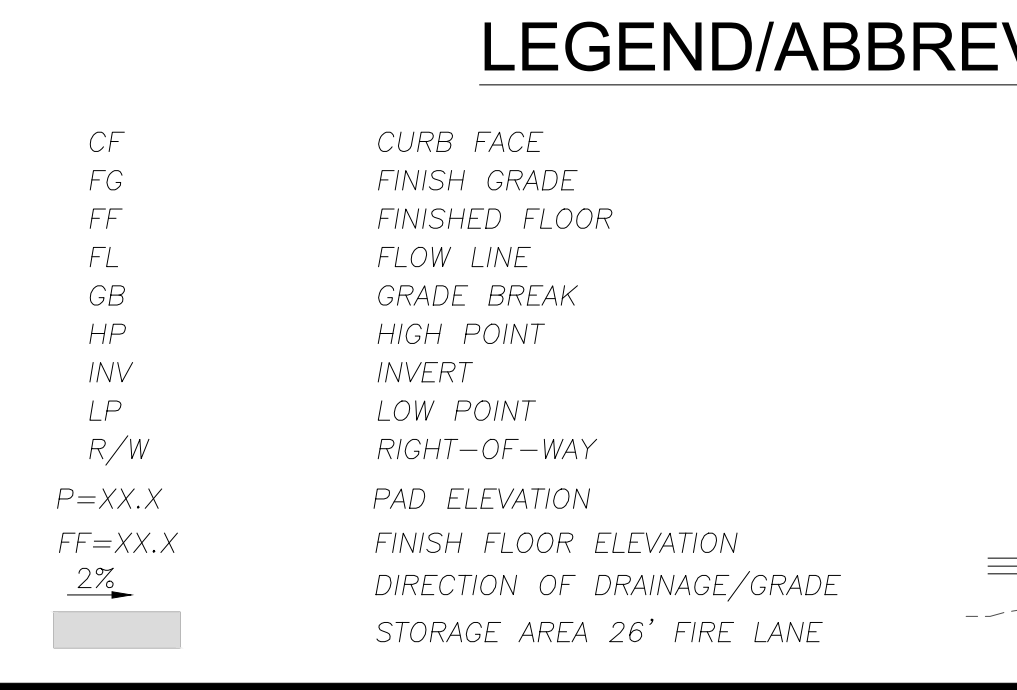 LEGEND/ABBREV
CF CURB FACE
FG FINISH GRADE
FF FINISHED FLOOR
FL FLOW LINE
GB GRADE BREAK
HP HIGH POINT
INV INVERT
LP LOW POINT
R/W RIGHT-OF-WAY
P=XX.X PAD ELEVATION
FF=XX.X FINISH FLOOR ELEVATION
2% DIRECTION OF DRAINAGE/GRADE
STORAGE AREA 26' FIRE LANE